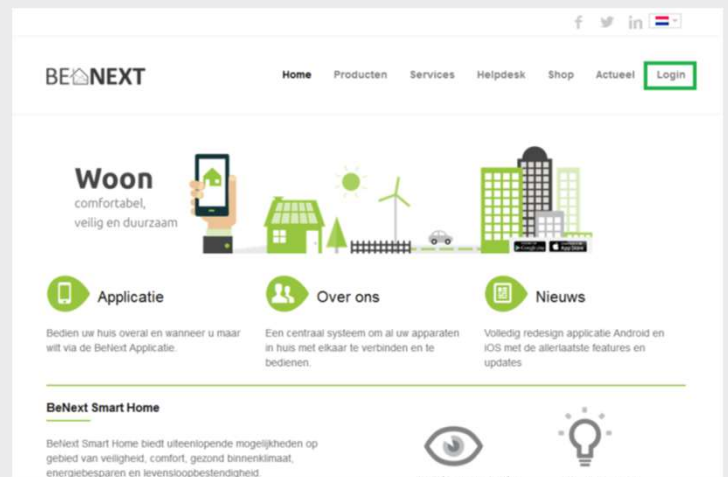 BENEXT
Home Producten Services Helpdesk Shop Actueel Login
Woon
comfortabel,
veilig en duurzaam
Applicatie
Bedien uw huis overal en wanneer u maar
wilt via de BeNext Applicatie.
Over ons
Een centraal systeem om al uw apparaten
in huis met elkaar te verbinden en te
bedienen.
Nieuws
Volledig redesign applicatie Android en
iOS met de allerlaatste features en
updates
BeNext Smart Home
BeNext Smart Home biedt uiteenlopende mogelijkheden op
gebied van veiligheid, comfort, gezond binnenklimaat,
energiebesparen en levensloopbestendigheid.